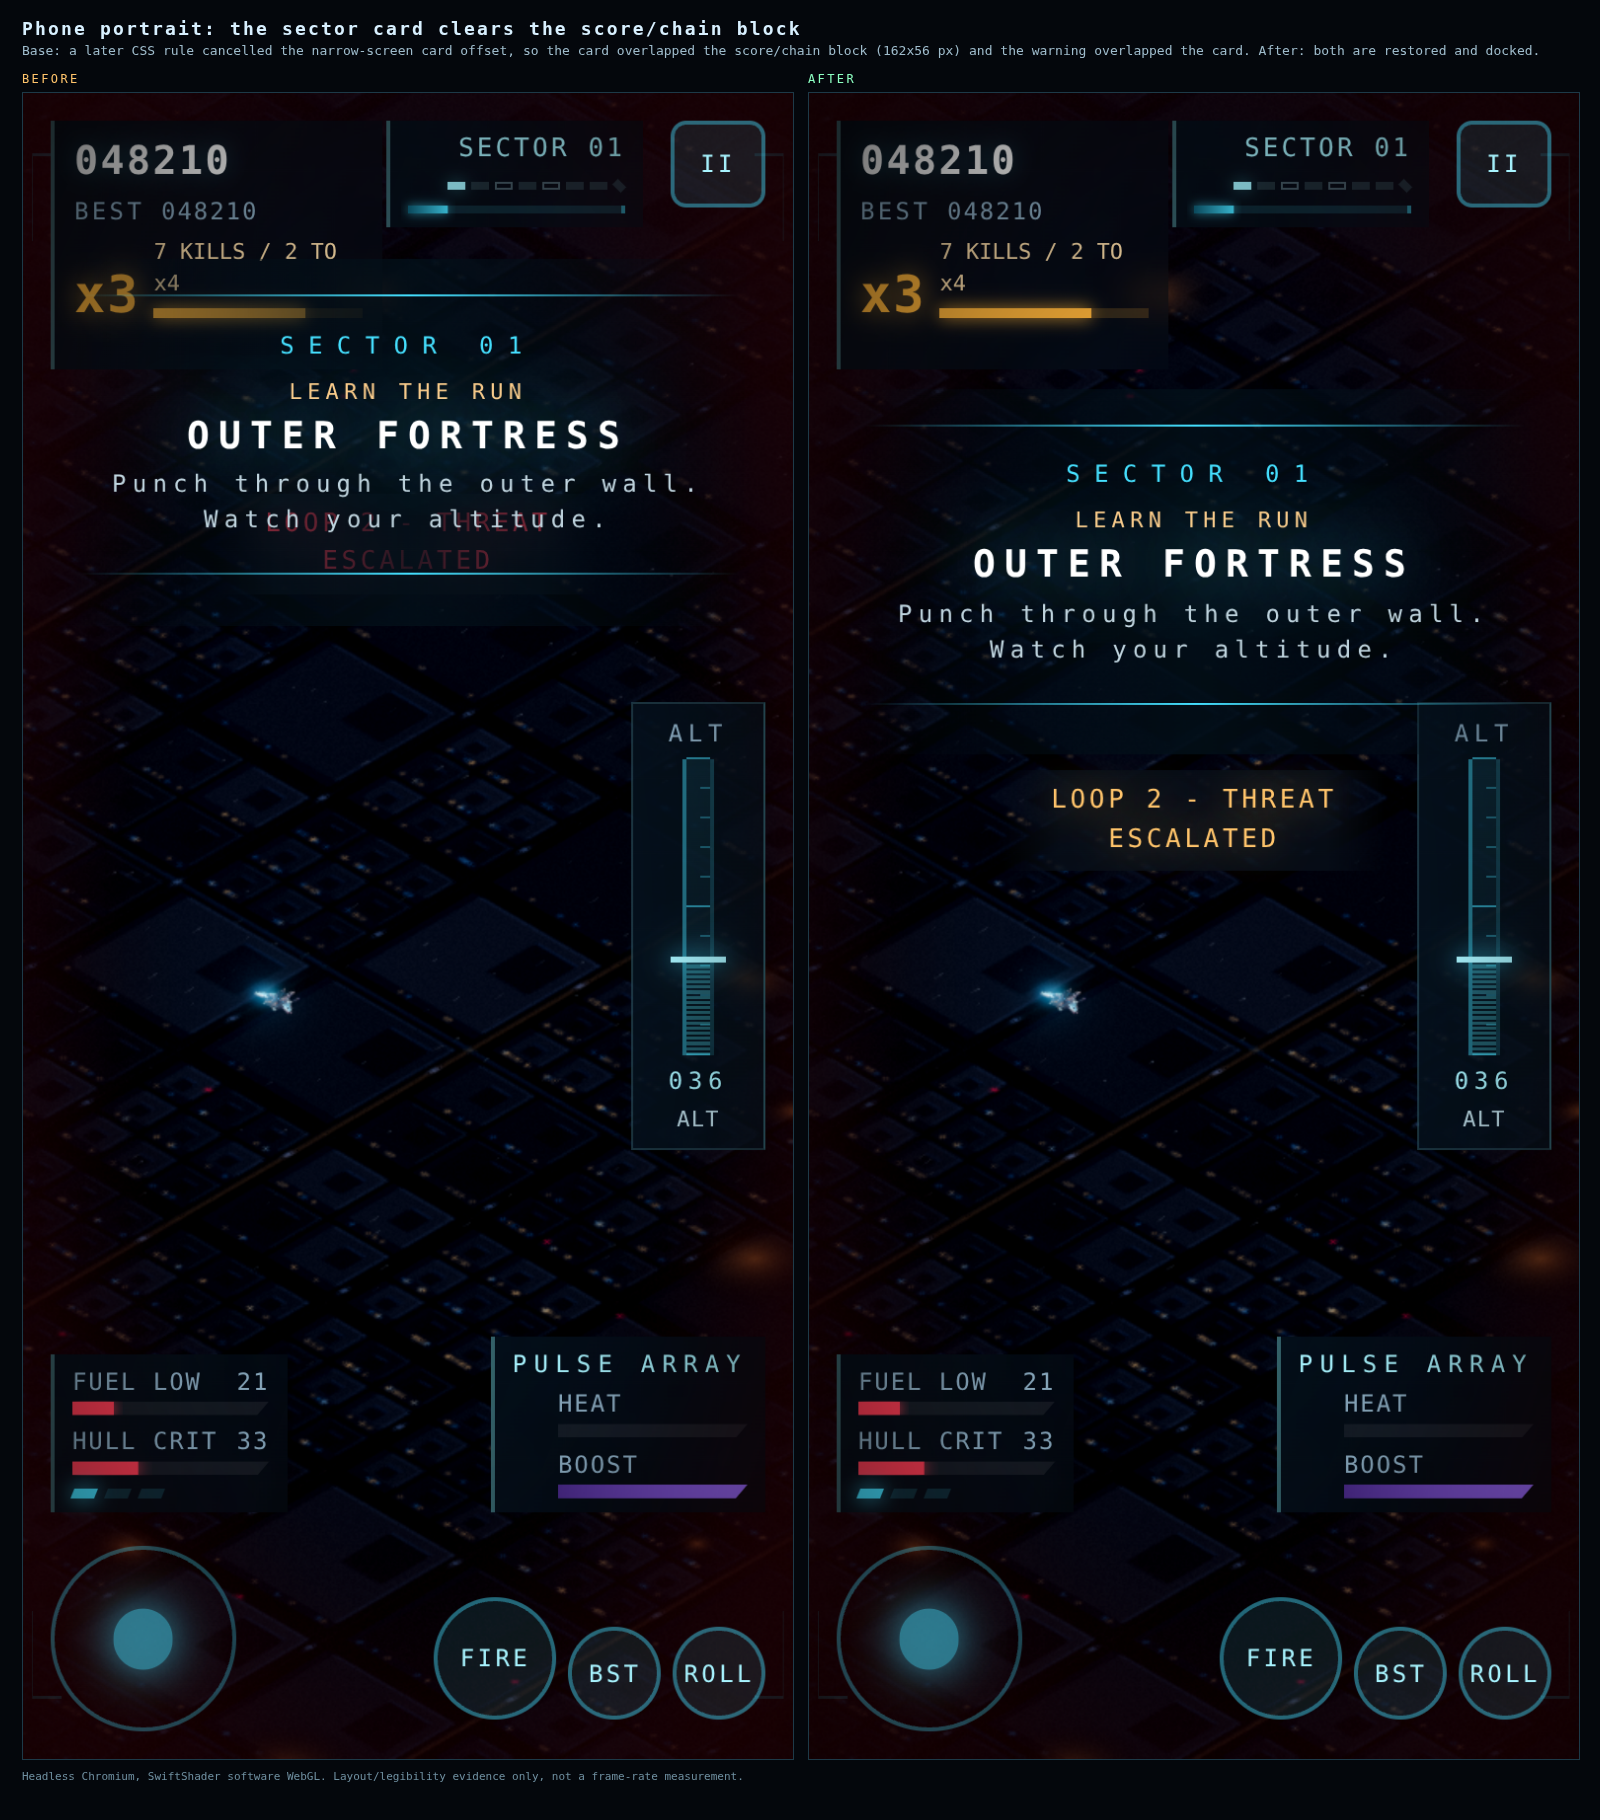 Phone portrait: the sector card clears the score/chain block
Base: a later CSS rule cancelled the narrow-screen card offset, so the card overlapped the score/chain block (162x56 px) and the warning overlapped the card. After: both are restored and docked.
BEFORE
048210
BEST 048210
7 KILLS / 2 TO
x4
x3
SECTOR 01
II
SECTOR 01
LEARN THE RUN
OUTER FORTRESS
Punch through the outer wall.
Watch your altitude.
LOOP 2 - THREAT
ESCALATED
ALT
036
ALT
FUEL LOW 21
HULL CRIT 33
PULSE ARRAY
HEAT
BOOST
FIRE
BST
ROLL
AFTER
048210
BEST 048210
7 KILLS / 2 TO
x4
x3
SECTOR 01
II
SECTOR 01
LEARN THE RUN
OUTER FORTRESS
Punch through the outer wall.
Watch your altitude.
LOOP 2 - THREAT
ESCALATED
ALT
036
ALT
FUEL LOW 21
HULL CRIT 33
PULSE ARRAY
HEAT
BOOST
FIRE
BST
ROLL
Headless Chromium, SwiftShader software WebGL. Layout/legibility evidence only, not a frame-rate measurement.